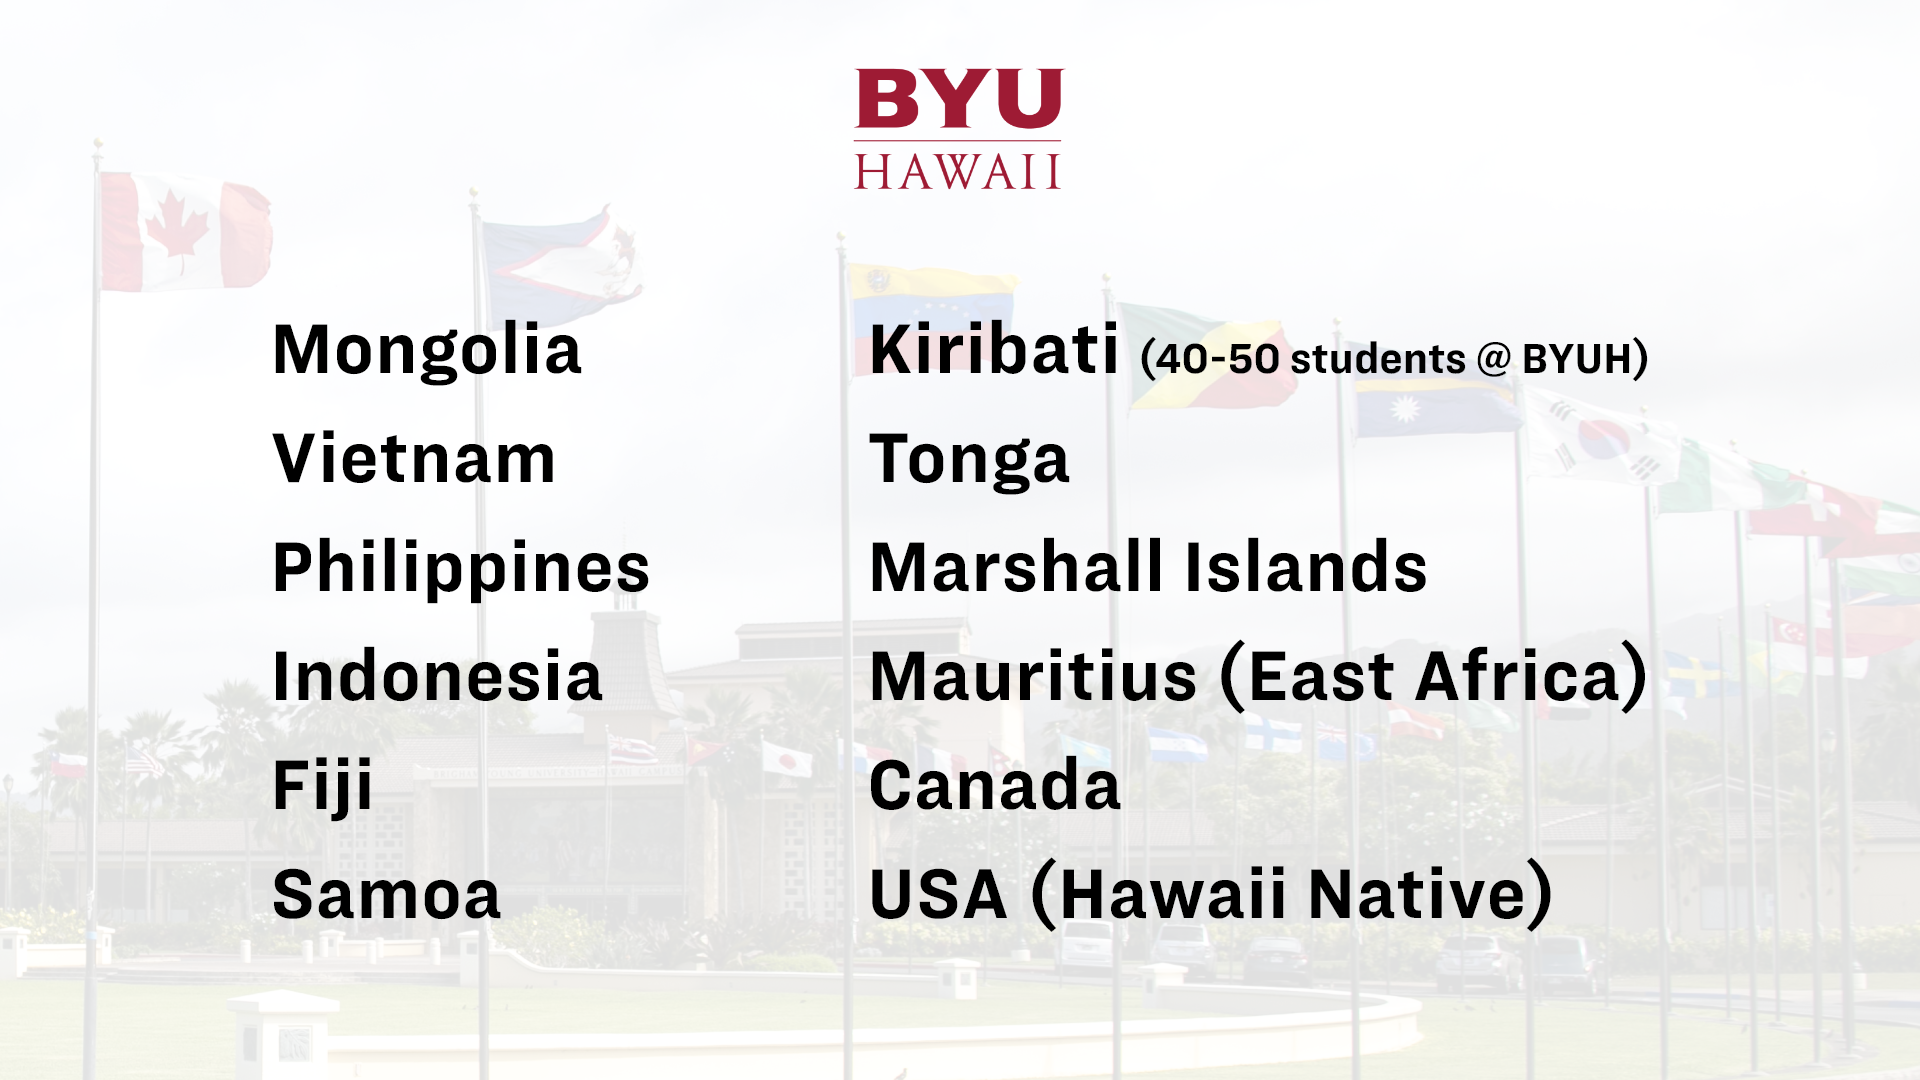 BYU
HAWAII
Mongolia
Vietnam
Philippines
Indonesia
Fiji
Samoa
Kiribati (40-50 students @ BYUH)
Tonga
Marshall Islands
Mauritius (East Africa)
Canada
USA (Hawaii Native)